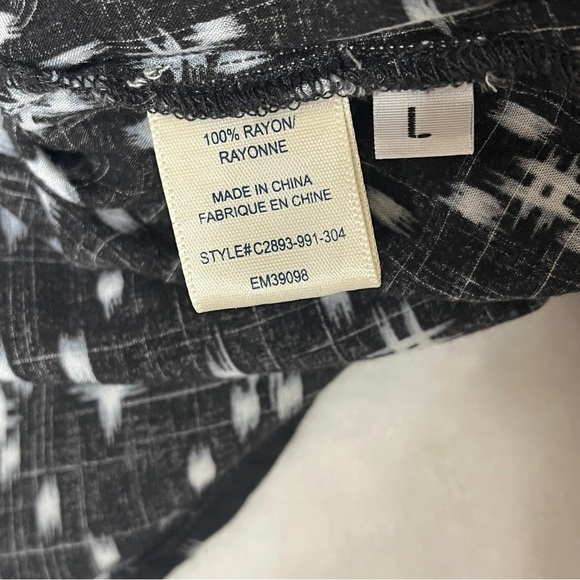 100% RAYON/
RAYONNE
L
MADE IN CHINA
FABRIQUE EN CHINE
STYLE#C2893-991-304
EM39098